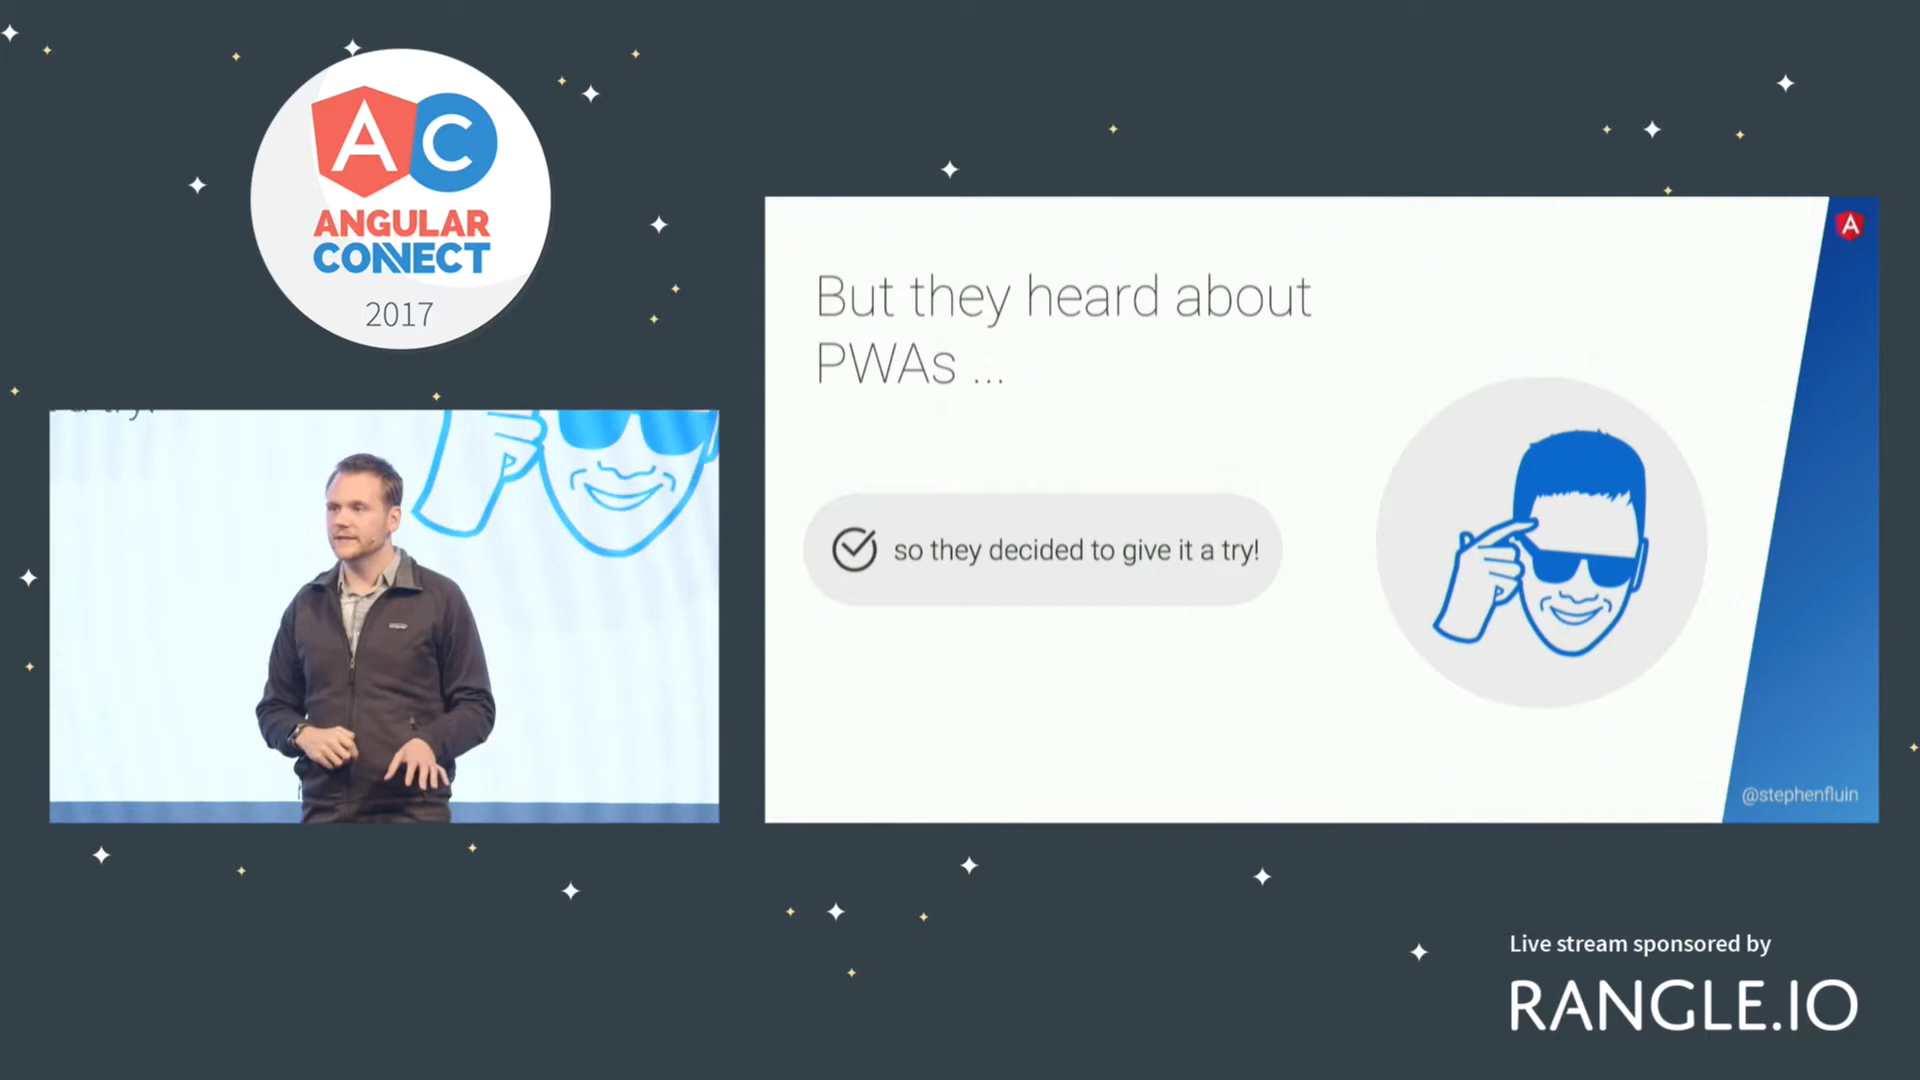 AC
ANGULAR
CONNECT
2017
a try!
But they heard about
PWAs ...
so they decided to give it a try!
@stephenfluin
Live stream sponsored by
RANGLE.IO